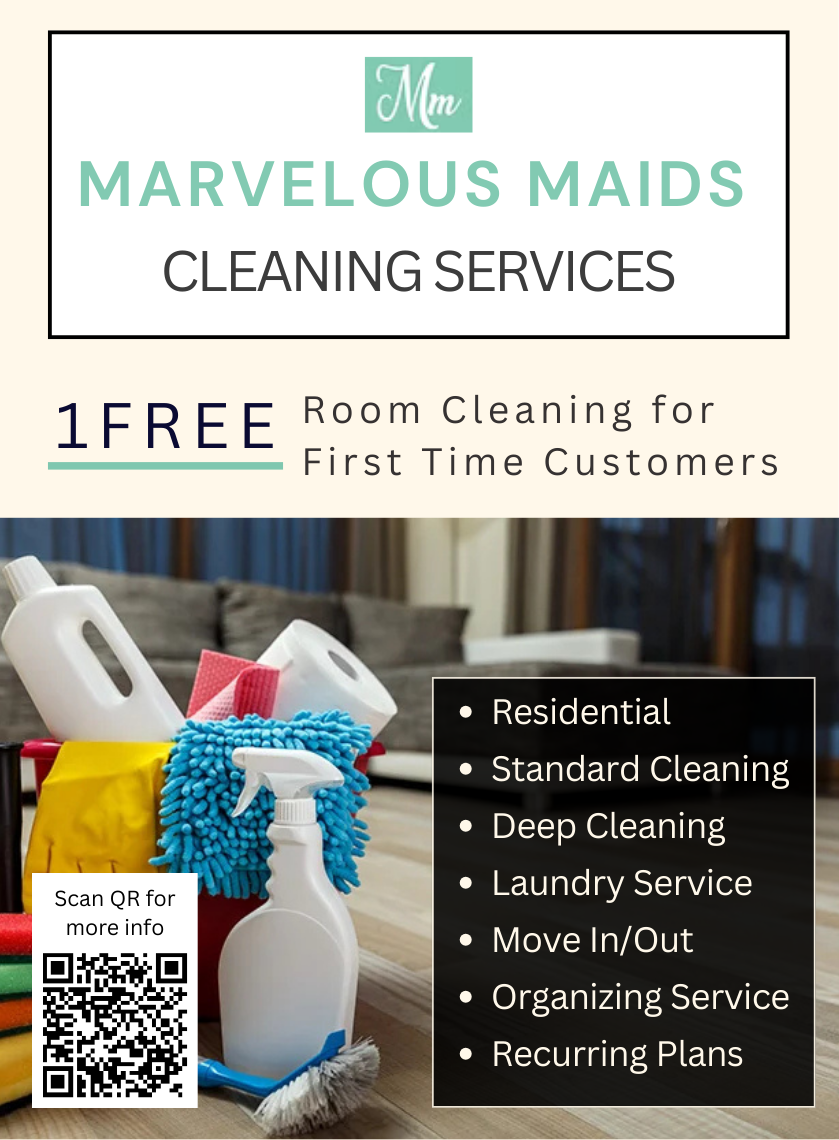 Mm
MARVELOUS MAIDS
CLEANING SERVICES
1FREE
Room Cleaning for
First Time Customers
• Residential
• Standard Cleaning
• Deep Cleaning
• Laundry Service
• Move In/Out
• Organizing Service
• Recurring Plans
Scan QR for
more info